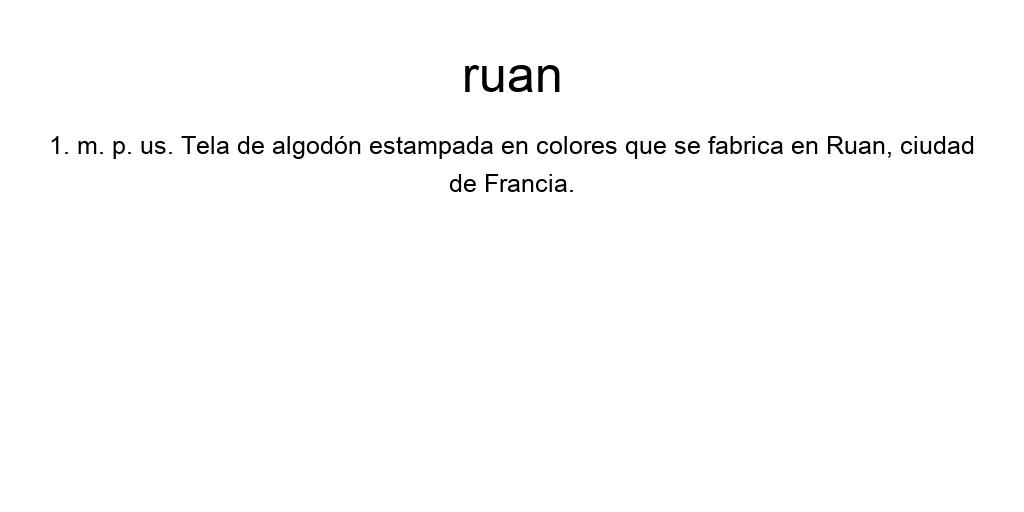 ruan
1. m. p. us. Tela de algodón estampada en colores que se fabrica en Ruan, ciudad
de Francia.